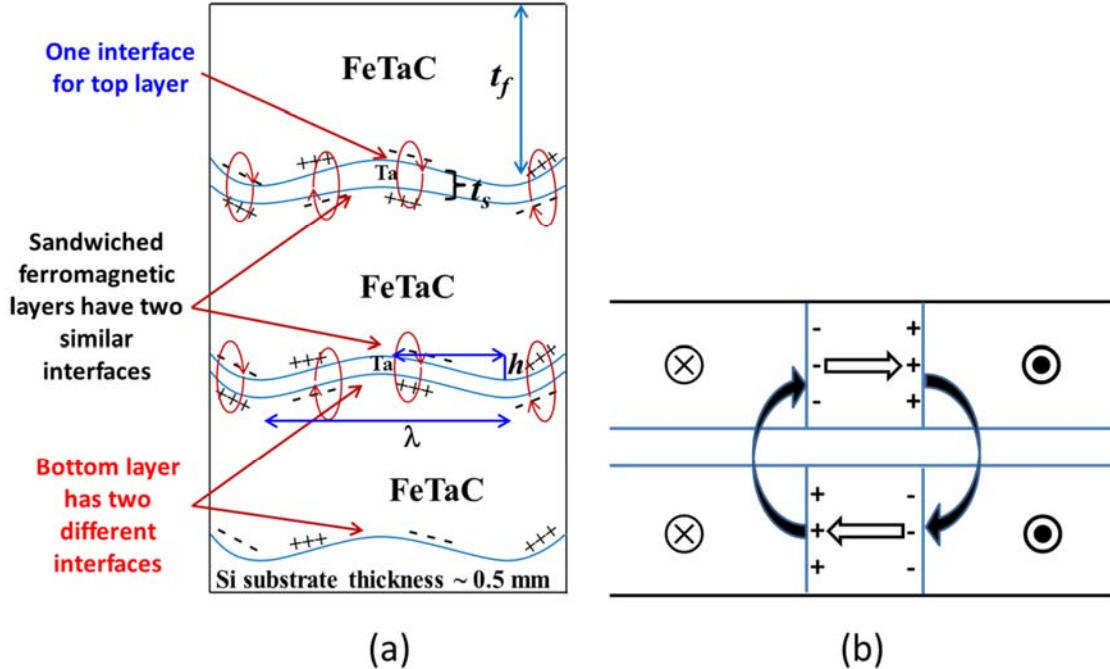 One interface
for top layer
FeTaC
t_f
+++
- - -
+++
- - -
Ta
t_s
+++
- - -
+++
- - -
Sandwiched
ferromagnetic
layers have two
similar
interfaces
FeTaC
+++
- - -
+++
Ta
h
+++
- - -
+++
- - -
λ
Bottom layer
has two
different
interfaces
FeTaC
- - -
+++
- - -
+++
Si substrate thickness ~ 0.5 mm
(a)
- +
- +
- +
+ -
+ -
+ -
(b)